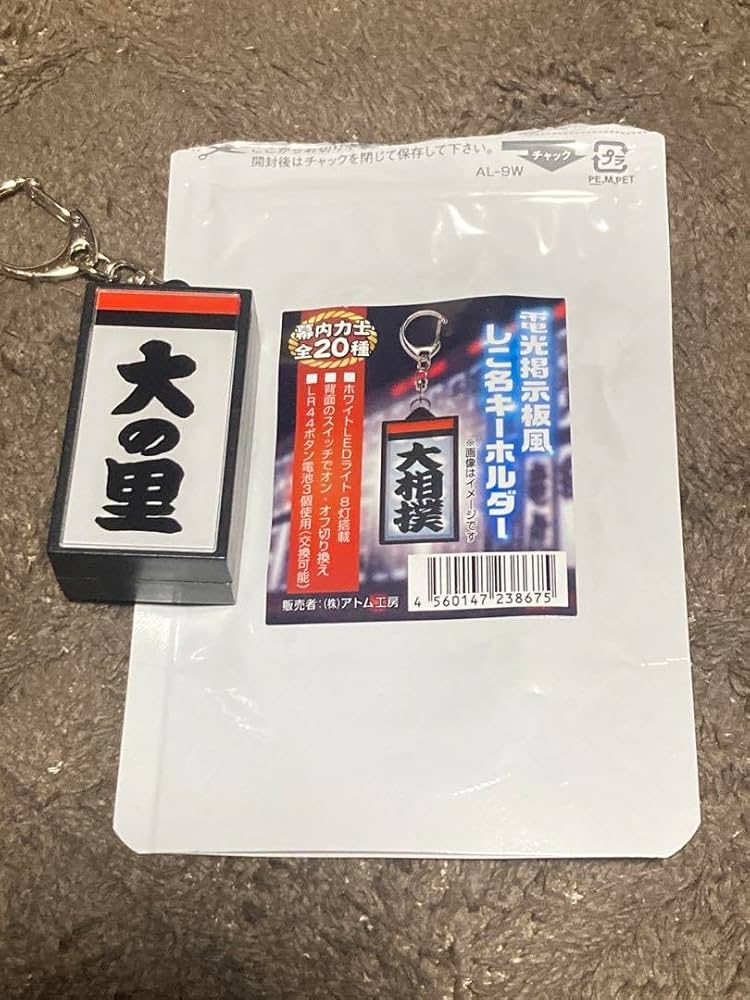 開封後はチャックを閉じて保存して下さい。
チャック
AL-9W
プラ
PE,M,PET
大の里
幕内力士
全20種
電光掲示板風
しこ名キーホルダー
※画像はイメージです
大相撲
■ホワイトLEDライト8灯搭載
■背面のスイッチでオン・オフ切り換え
■LR44ボタン電池3個使用(交換可能)
販売者:(株)アトム工房
4 560147 238675